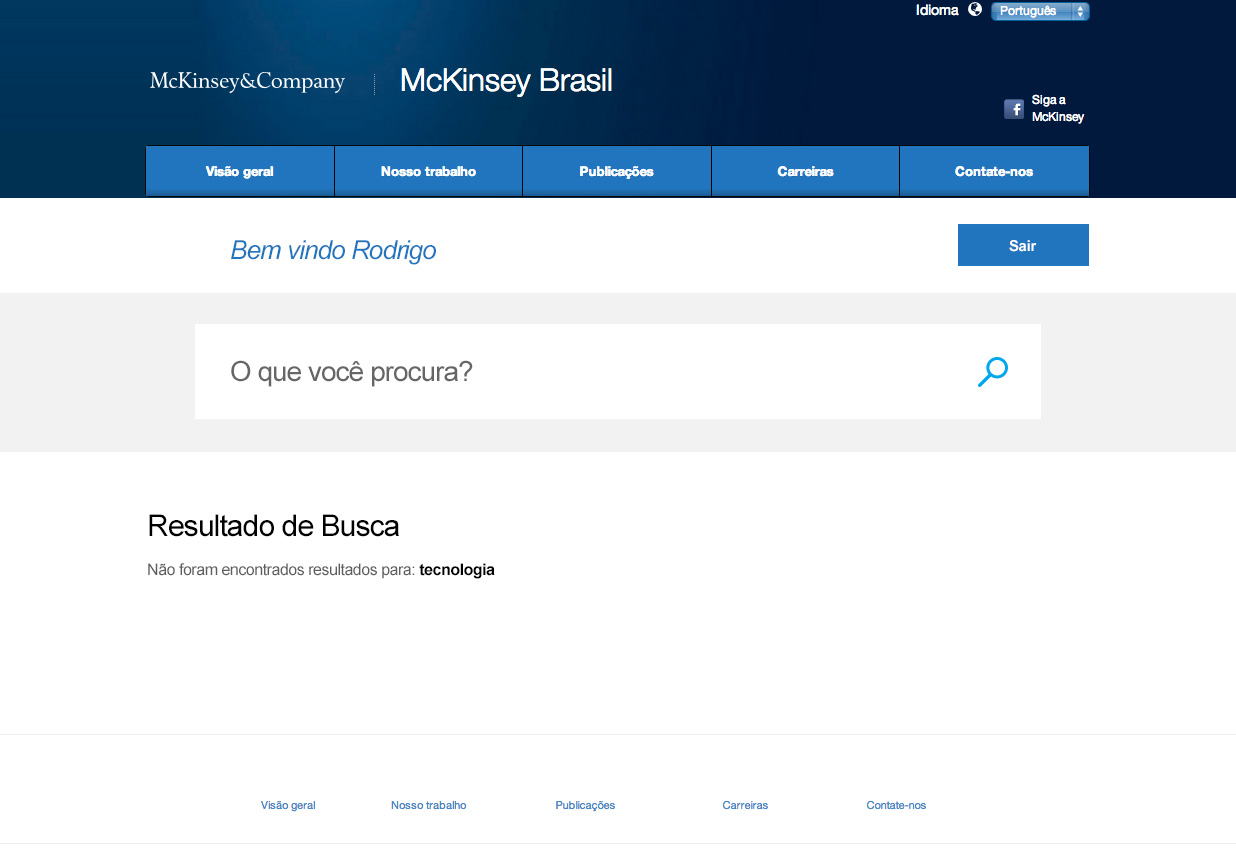 Idioma Português
McKinsey&Company McKinsey Brasil
Siga a
McKinsey
Visão geral Nosso trabalho Publicações Carreiras Contate-nos
Bem vindo Rodrigo Sair
O que você procura?
Resultado de Busca
Não foram encontrados resultados para: tecnologia
Visão geral Nosso trabalho Publicações Carreiras Contate-nos